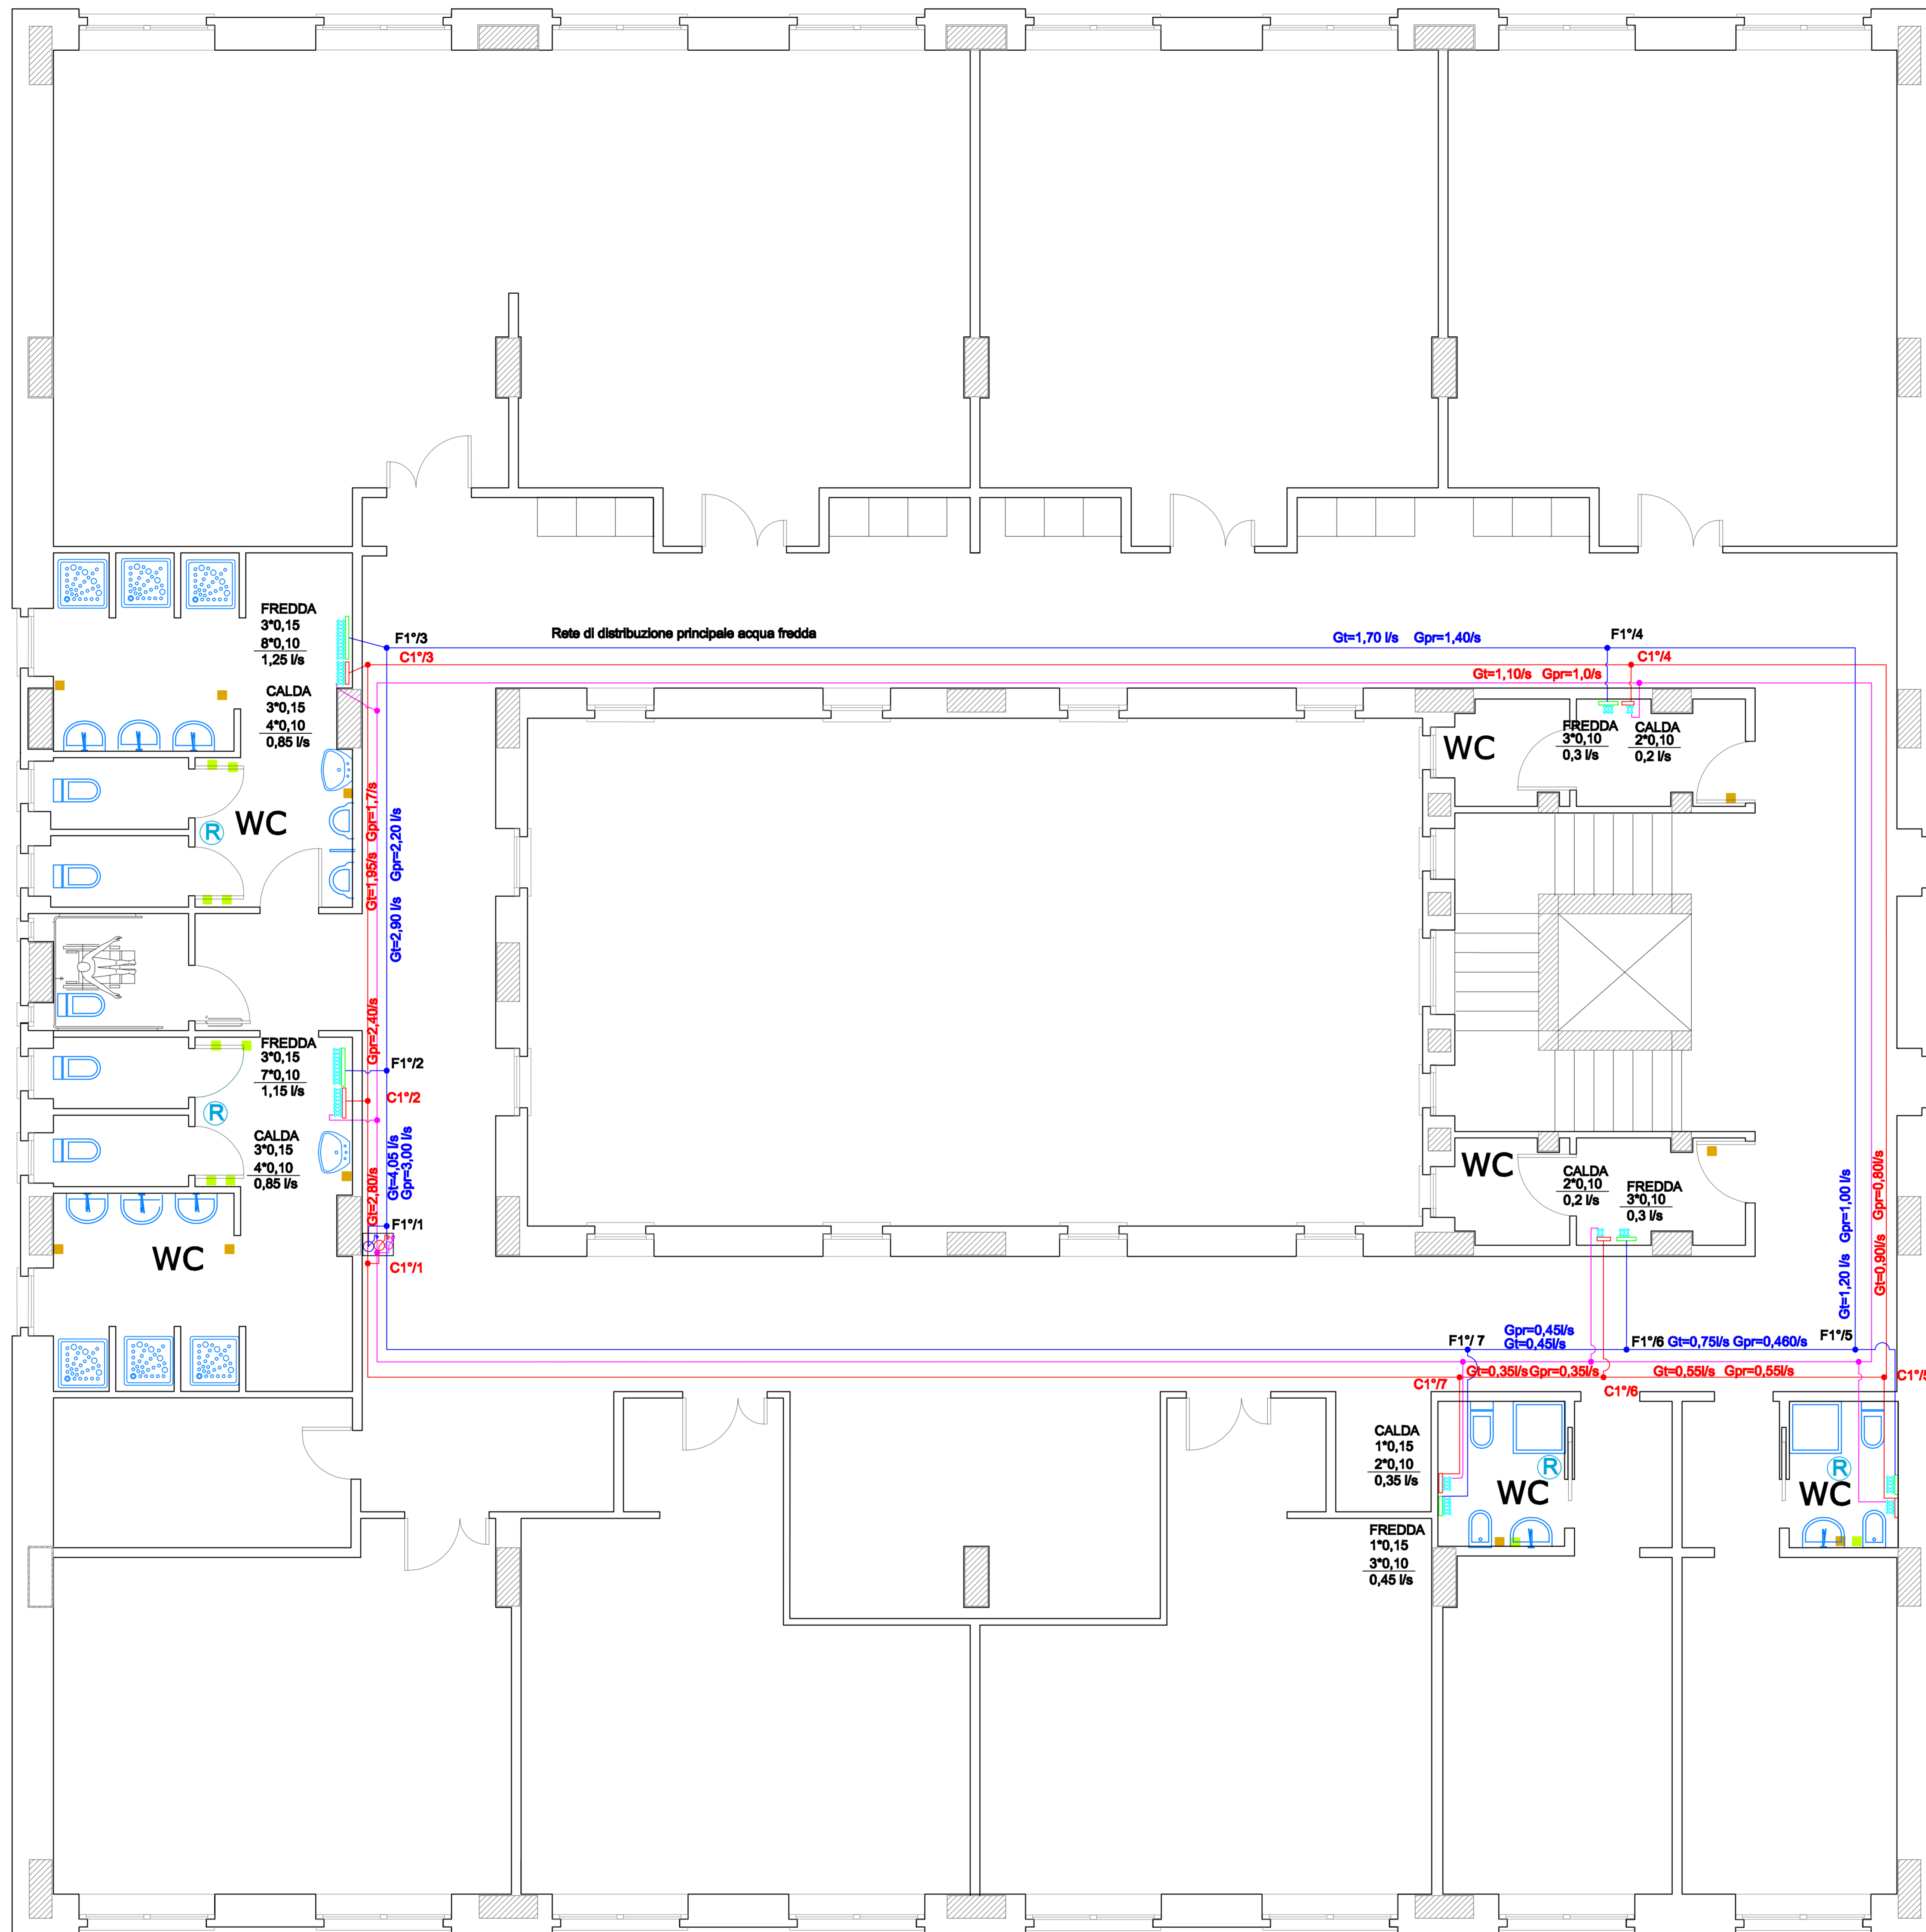 FREDDA
3*0,15
8*0,10
1,25 l/s
F1°/3
C1°/3
Rete di distribuzione principale acqua fredda
Gt=1,70 l/s Gpr=1,40/s
F1°/4
C1°/4
Gt=1,10/s Gpr=1,0/s
CALDA
3*0,15
4*0,10
0,85 l/s
WC
FREDDA
3*0,10
0,3 l/s
CALDA
2*0,10
0,2 l/s
R
WC
Gt=1,95/s Gpr=1,7/s
Gt=2,90 l/s Gpr=2,20 l/s
FREDDA
3*0,15
7*0,10
1,15 l/s
F1°/2
C1°/2
R
CALDA
3*0,15
4*0,10
0,85 l/s
Gt=2,80/s Gpr=2,40/s
Gt=4,05 l/s
Gpr=3,00 l/s
WC
F1°/1
C1°/1
WC
CALDA
2*0,10
0,2 l/s
FREDDA
3*0,10
0,3 l/s
Gt=1,20 l/s Gpr=1,00 l/s
Gt=0,90l/s Gpr=0,80l/s
F1°/ 7
Gpr=0,45l/s
Gt=0,45l/s
F1°/6
Gt=0,75l/s Gpr=0,460/s
F1°/5
C1°/7
Gt=0,35l/s Gpr=0,35l/s
C1°/6
Gt=0,55l/s Gpr=0,55l/s
C1°/5
CALDA
1*0,15
2*0,10
0,35 l/s
R
WC
R
WC
FREDDA
1*0,15
3*0,10
0,45 l/s